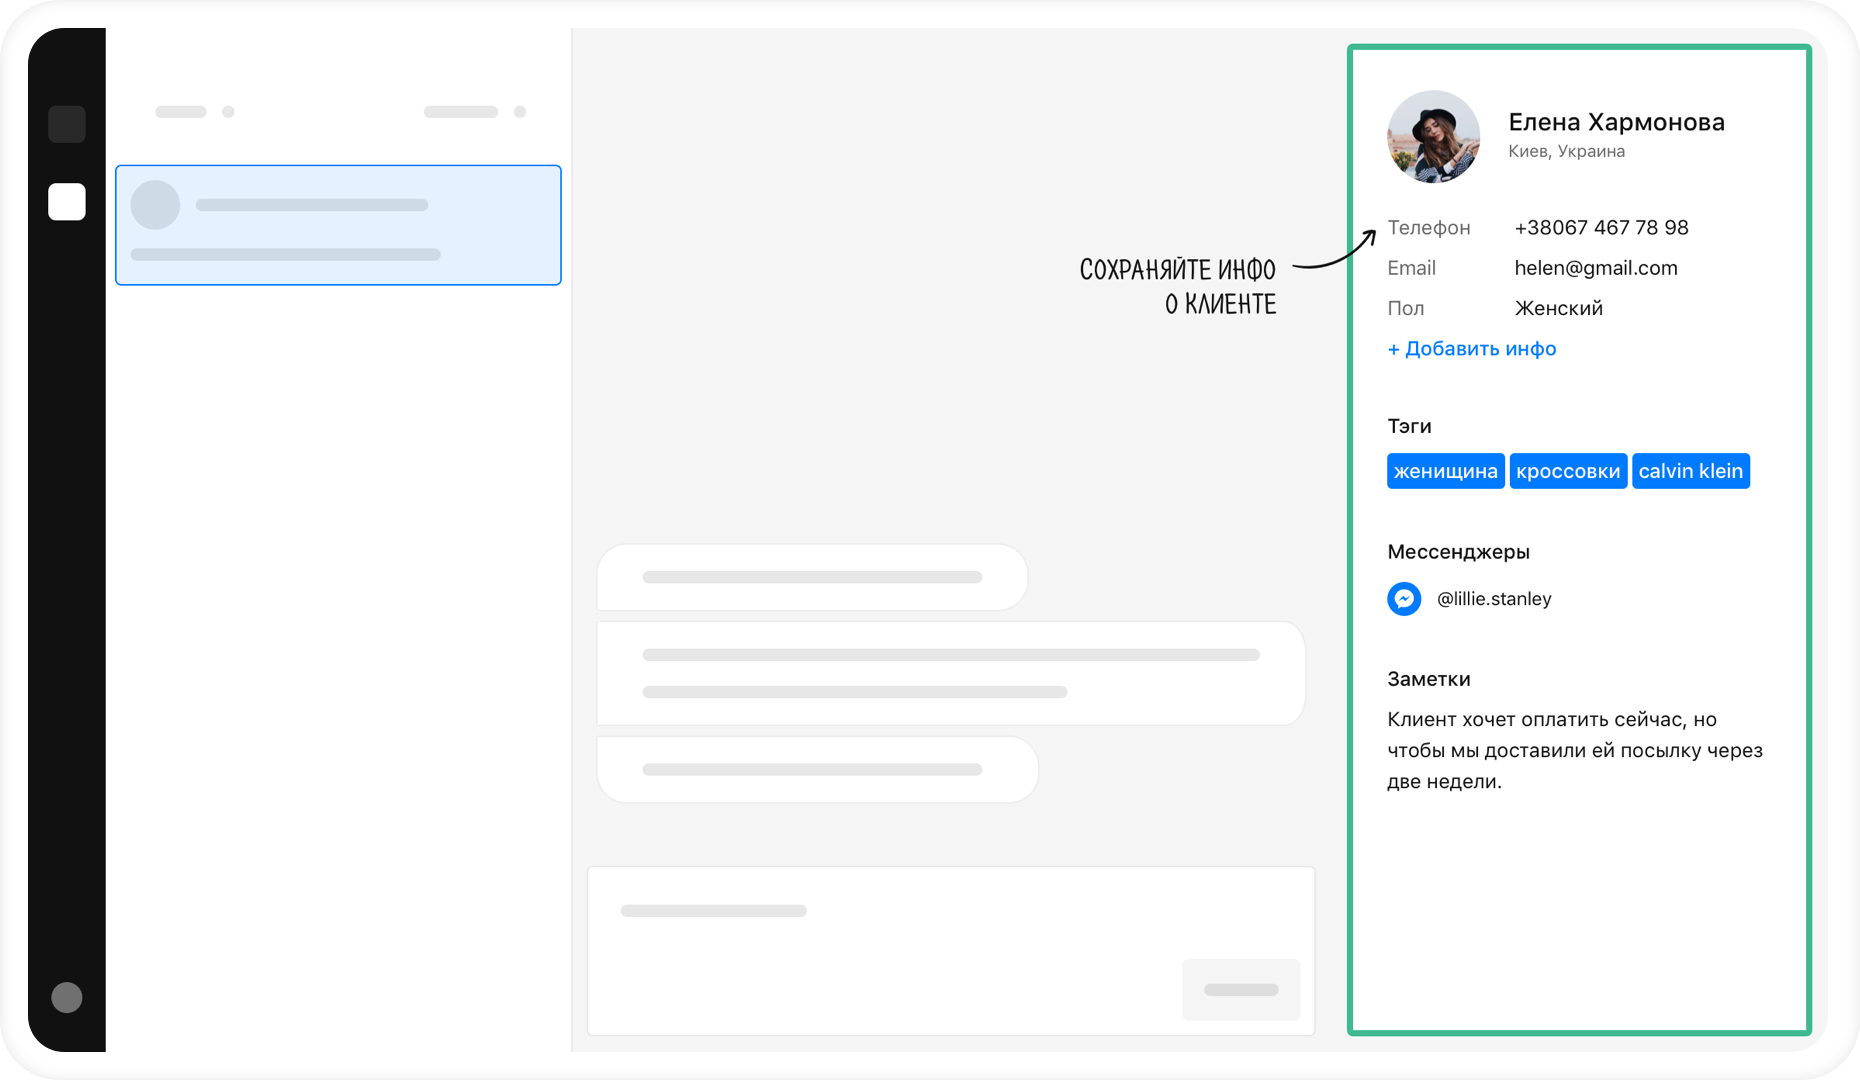 СОХРАНЯЙТЕ ИНФО
О КЛИЕНТЕ
Елена Хармонова
Киев, Украина
Телефон +38067 467 78 98
Email helen@gmail.com
Пол Женский
+ Добавить инфо
Тэги
женищина кроссовки calvin klein
Мессенджеры
@lillie.stanley
Заметки
Клиент хочет оплатить сейчас, но
чтобы мы доставили ей посылку через
две недели.